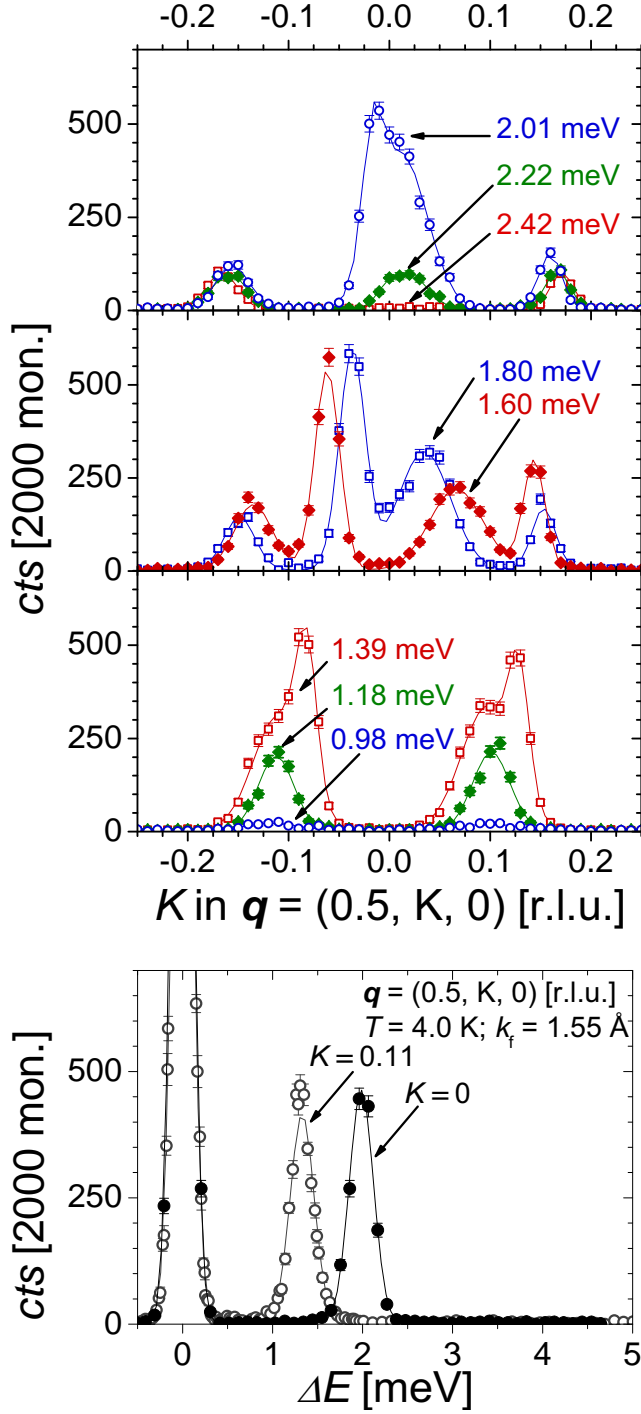 -0.2 -0.1 0.0 0.1 0.2
500
250
0
2.01 meV
2.22 meV
2.42 meV
cts [2000 mon.]
500
250
0
1.80 meV
1.60 meV
500
250
0
1.39 meV
1.18 meV
0.98 meV
-0.2 -0.1 0.0 0.1 0.2
K in q = (0.5, K, 0) [r.l.u.]
cts [2000 mon.]
500
250
0
q = (0.5, K, 0) [r.l.u.]
T = 4.0 K; k_f = 1.55 Å
K = 0.11
K = 0
0 1 2 3 4 5
ΔE [meV]